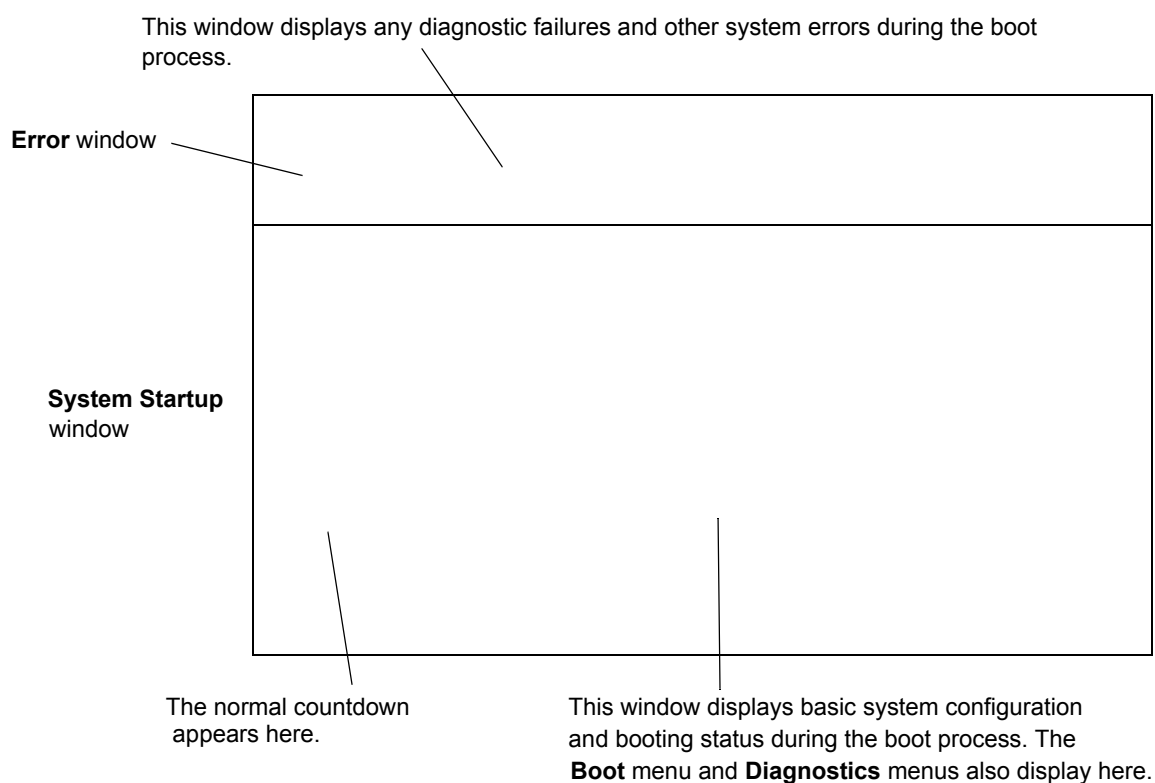 This window displays any diagnostic failures and other system errors during the boot
process.
Error window
System Startup
window
The normal countdown
appears here.
This window displays basic system configuration
and booting status during the boot process. The
Boot menu and Diagnostics menus also display here.